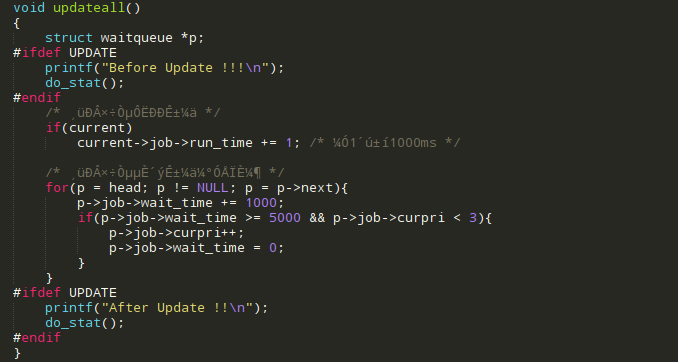 void updateall()
{
    struct waitqueue *p;
#ifdef UPDATE
    printf("Before Update !!!\n");
    do_stat();
#endif
    /* ¸üÐÂ×÷ÒµÔËÐÐÊ±¼ä */
    if(current)
        current->job->run_time += 1; /* ¼Ó1´ú±í1000ms */

    /* ¸üÐÂ×÷ÒµµÈ´ýÊ±¼ä¼°ÓÅÏÈ¼¶ */
    for(p = head; p != NULL; p = p->next){
        p->job->wait_time += 1000;
        if(p->job->wait_time >= 5000 && p->job->curpri < 3){
            p->job->curpri++;
            p->job->wait_time = 0;
        }
    }
#ifdef UPDATE
    printf("After Update !!\n");
    do_stat();
#endif
}